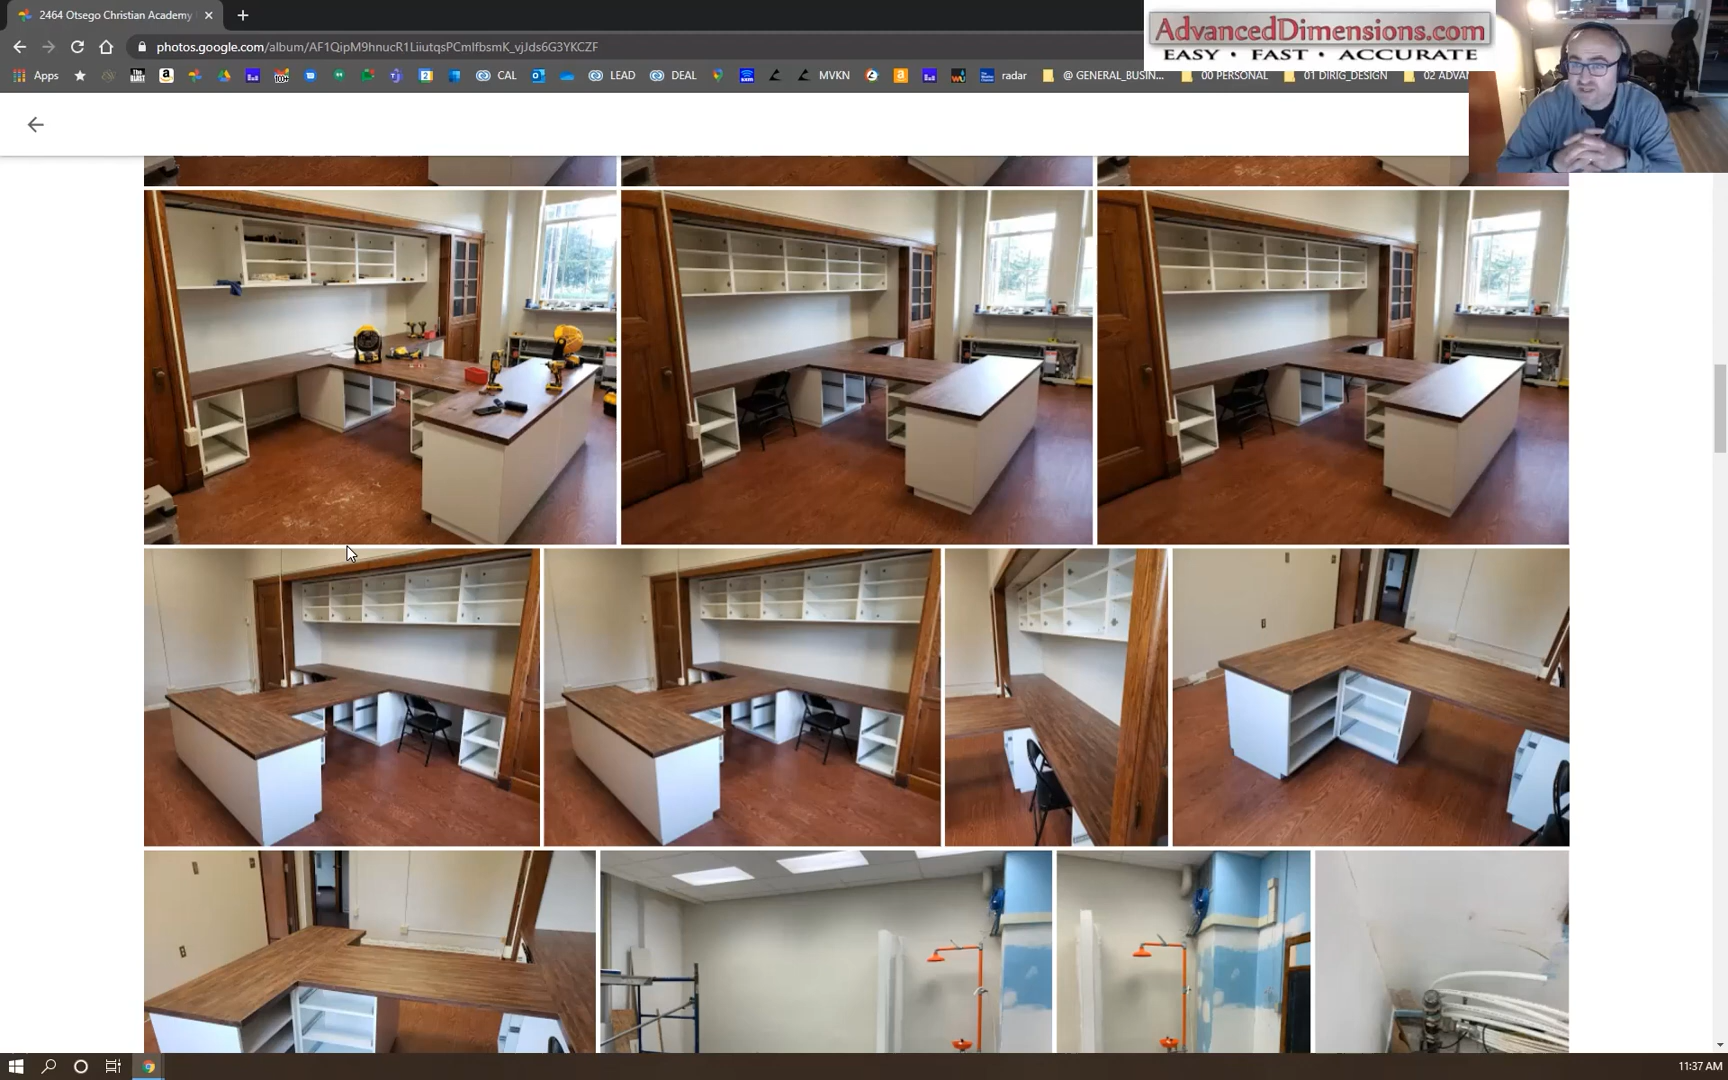 2464 Otsego Christian Academy
photos.google.com/album/AF1QipM9hnucR1LiiutqsPCmIfbsmK_vjJds6G3YKCZF
Apps
CAL
LEAD
DEAL
MVKN
radar
@ GENERAL_BUSIN...
00 PERSONAL
01 DIRIG_DESIGN
02 ADVAN
AdvancedDimensions.com
EASY • FAST • ACCURATE
11:37 AM